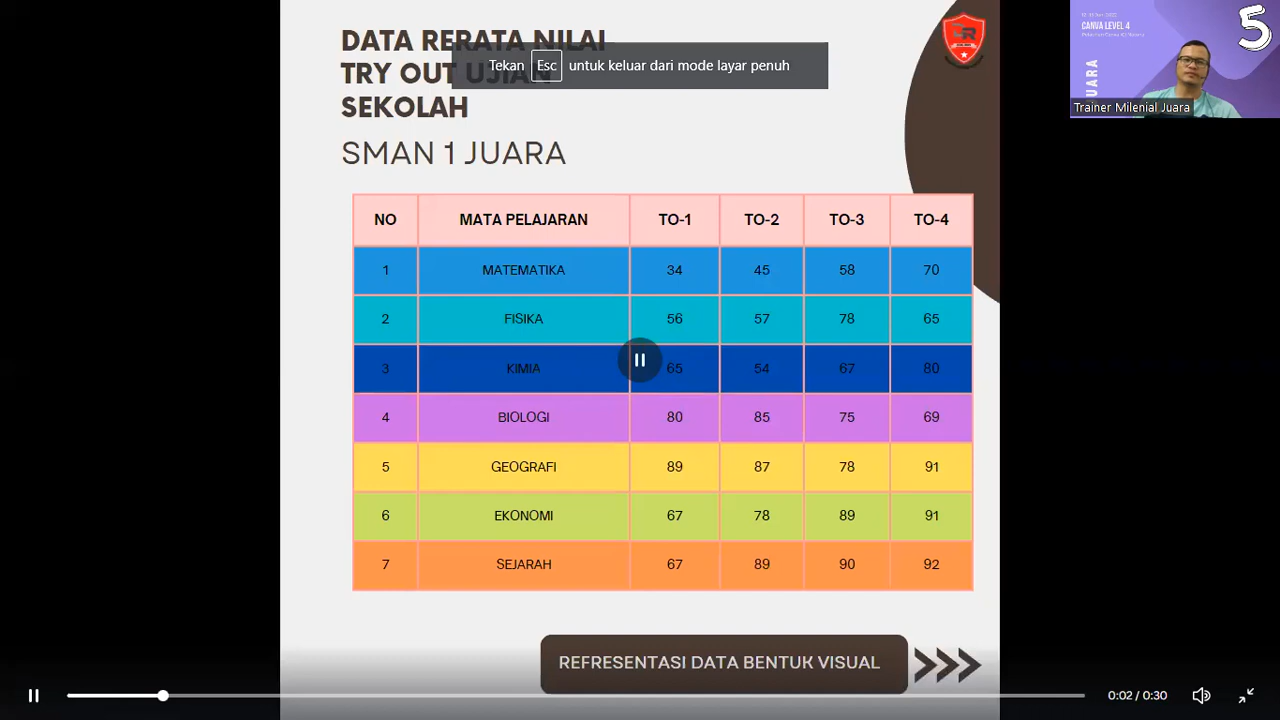 DATA RERATA NILAI
TRY OUT UJIAN
SEKOLAH
SMAN 1 JUARA
Tekan Esc untuk keluar dari mode layar penuh
CANVA LEVEL 4
JUARA
5
Trainer Milenial Juara
NO MATA PELAJARAN TO-1 TO-2 TO-3 TO-4
1 MATEMATIKA 34 45 58 70
2 FISIKA 56 57 78 65
3 KIMIA 65 54 67 80
4 BIOLOGI 80 85 75 69
5 GEOGRAFI 89 87 78 91
6 EKONOMI 67 78 89 91
7 SEJARAH 67 89 90 92
REFRESENTASI DATA BENTUK VISUAL
0:02 / 0:30